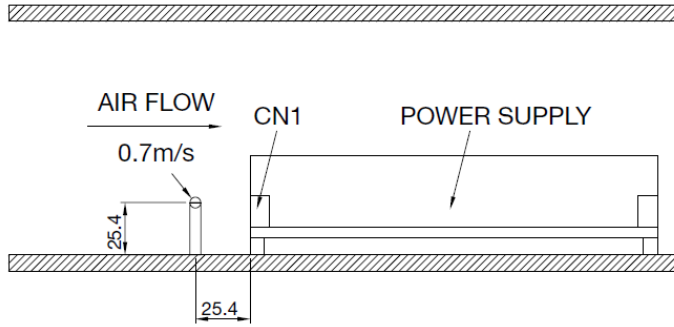 AIR FLOW
CN1
POWER SUPPLY
0.7m/s
25.4
25.4